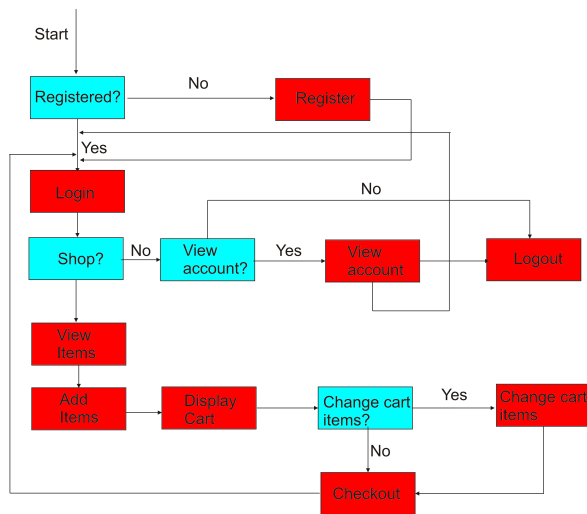 Start
Registered?
No
Register
Yes
Login
No
Shop?
No
View
account?
Yes
View
account
Logout
View
Items
Add
Items
Display
Cart
Change cart
items?
Yes
Change cart
items
No
Checkout